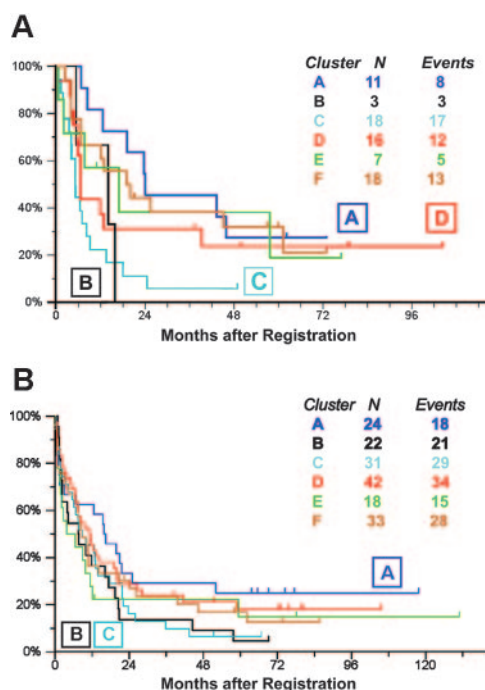 A
100%
80%
60%
40%
20%
0%
Cluster N Events
A 11 8
B 3 3
C 18 17
D 16 12
E 7 5
F 18 13
A
D
B
C
0 24 48 72 96
Months after Registration
B
100%
80%
60%
40%
20%
0%
Cluster N Events
A 24 18
B 22 21
C 31 29
D 42 34
E 18 15
F 33 28
A
B C
0 24 48 72 96 120
Months after Registration